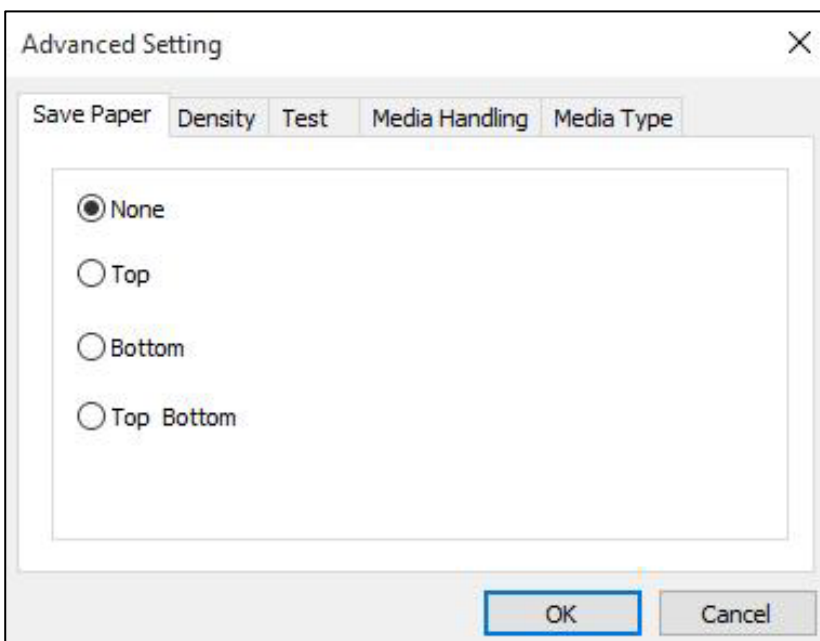 Advanced Setting
Save Paper Density Test Media Handling Media Type
None
Top
Bottom
Top Bottom
OK Cancel